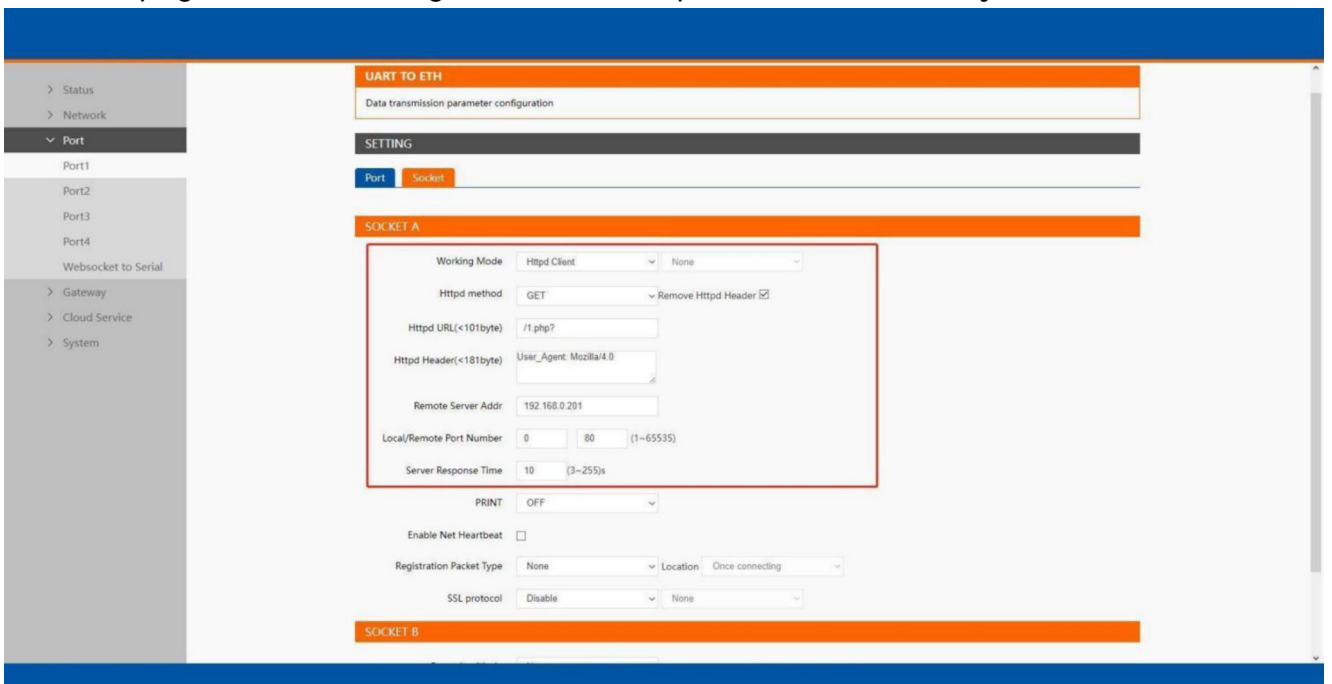 > Status
> Network
Port
Port1
Port2
Port3
Port4
Websocket to Serial
> Gateway
> Cloud Service
> System
UART TO ETH
Data transmission parameter configuration
SETTING
Port Socket
SOCKET A
Working Mode Httpd Client None
Httpd method GET Remove Httpd Header
Httpd URL(<101byte) /1.php?
Httpd Header(<181byte) User_Agent: Mozilla/4.0
Remote Server Addr 192.168.0.201
Local/Remote Port Number 0 80 (1~65535)
Server Response Time 10 (3~255)s
PRINT OFF
Enable Net Heartbeat
Registration Packet Type None Location Once connecting
SSL protocol Disable None
SOCKET B